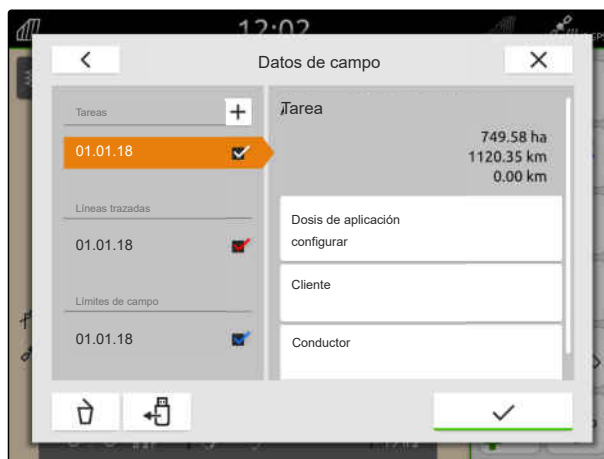 12:02
Datos de campo
Tareas
01.01.18
Líneas trazadas
01.01.18
Límites de campo
01.01.18
Tarea
749.58 ha
1120.35 km
0.00 km
Dosis de aplicación
configurar
Cliente
Conductor